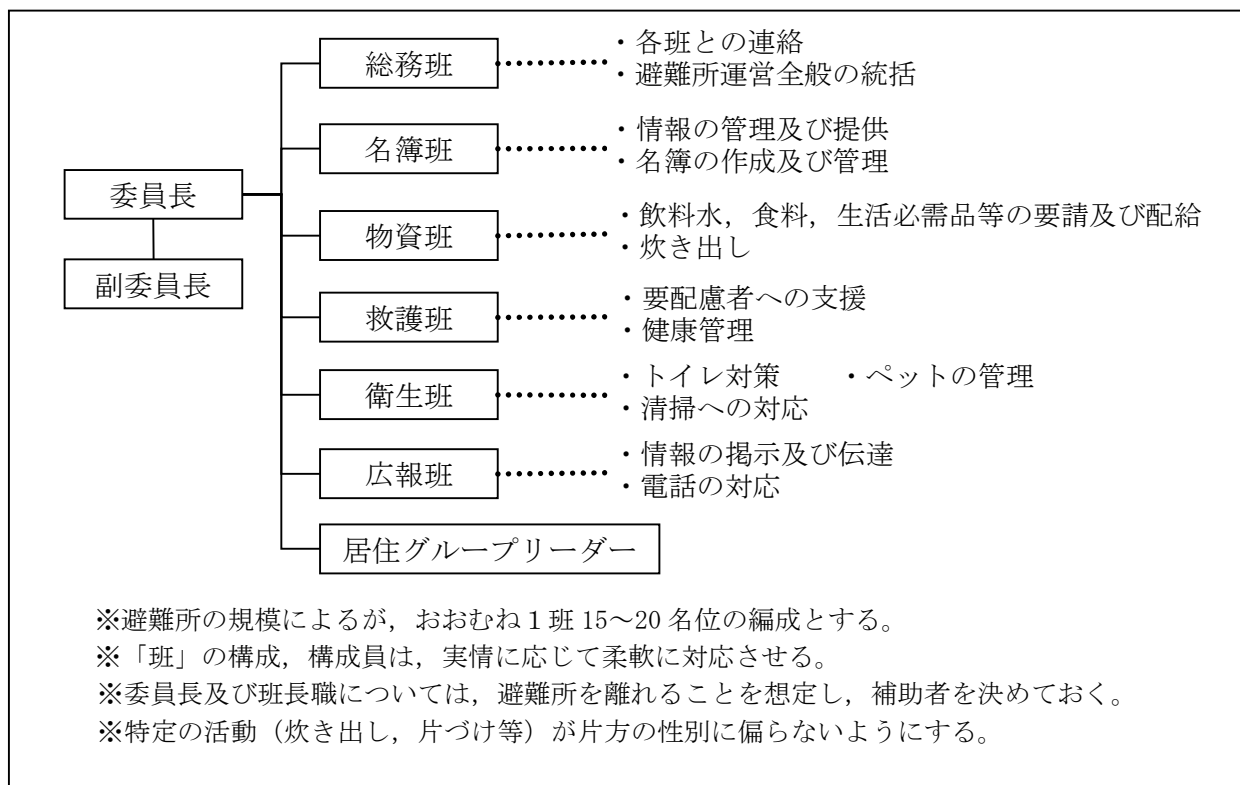 総務班
・各班との連絡
・避難所運営全般の統括
名簿班
・情報の管理及び提供
・名簿の作成及び管理
委員長
副委員長
物資班
・飲料水，食料，生活必需品等の要請及び配給
・炊き出し
救護班
・要配慮者への支援
・健康管理
衛生班
・トイレ対策　　・ペットの管理
・清掃への対応
広報班
・情報の掲示及び伝達
・電話の対応
居住グループリーダー
※避難所の規模によるが，おおむね１班 15～20 名位の編成とする。
※「班」の構成，構成員は，実情に応じて柔軟に対応させる。
※委員長及び班長職については，避難所を離れることを想定し，補助者を決めておく。
※特定の活動（炊き出し，片づけ等）が片方の性別に偏らないようにする。